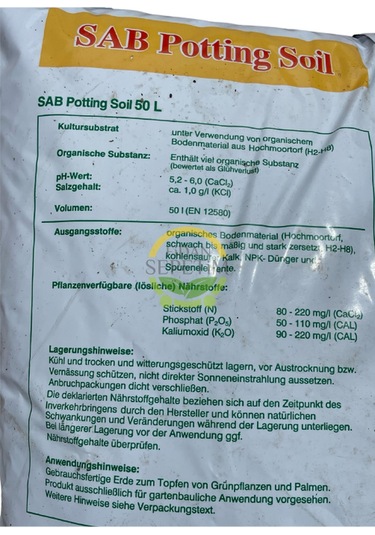 SAB Potting Soil
SAB Potting Soil 50 L
Kultursubstrat unter Verwendung von organischem
Bodenmaterial aus Hochmoortorf (H2-H8)
Organische Substanz: Enthält viel organische Substanz
(bewertet als Glühverlust)
pH-Wert: 5,2 - 6,0 (CaCl₂)
Salzgehalt: ca. 1,0 g/l (KCl)
Volumen: 50 l (EN 12580)
Ausgangsstoffe: organisches Bodenmaterial (Hochmoortorf,
schwach bis mäßig und stark zersetzt, H2-H8),
kohlensaurer Kalk, NPK- Dünger und
Spurenelemente.
Pflanzenverfügbare (lösliche) Nährstoffe:
Stickstoff (N) 80 - 220 mg/l (CaCl₂)
Phosphat (P₂O₅) 50 - 110 mg/l (CAL)
Kaliumoxid (K₂O) 90 - 220 mg/l (CAL)
Lagerungshinweise:
Kühl und trocken und witterungsgeschützt lagern, vor Austrocknung bzw.
Vernässung schützen, nicht direkter Sonneneinstrahlung aussetzen.
Anbruchpackungen dicht verschließen.
Die deklarierten Nährstoffgehalte beziehen sich auf den Zeitpunkt des
Inverkehrbringens durch den Hersteller und können natürlichen
Schwankungen und Veränderungen während der Lagerung unterliegen.
Bei längerer Lagerung vor der Anwendung ggf.
Nährstoffgehalte überprüfen.
Anwendungshinweise:
Gebrauchsfertige Erde zum Topfen von Grünpflanzen und Palmen.
Produkt ausschließlich für gartenbauliche Anwendung vorgesehen.
Weitere Hinweise siehe Verpackungstext.